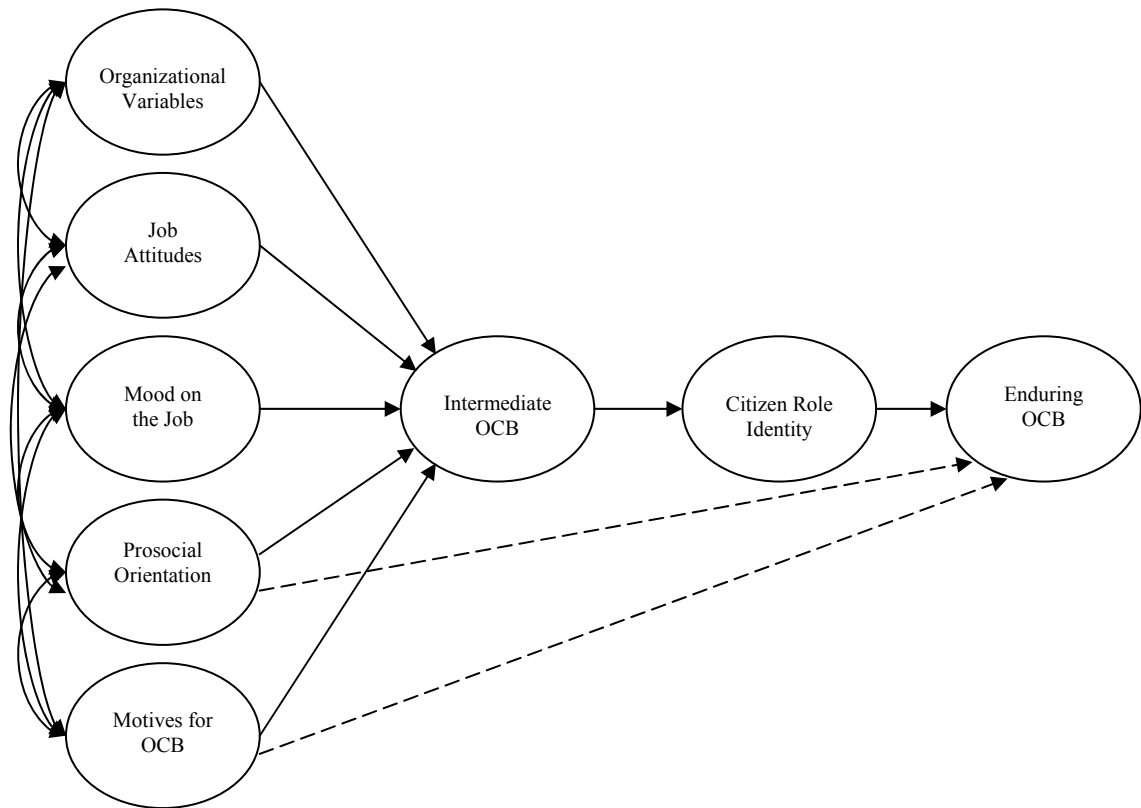 Organizational
Variables
Job
Attitudes
Mood on
the Job
Prosocial
Orientation
Motives for
OCB
Intermediate
OCB
Citizen Role
Identity
Enduring
OCB